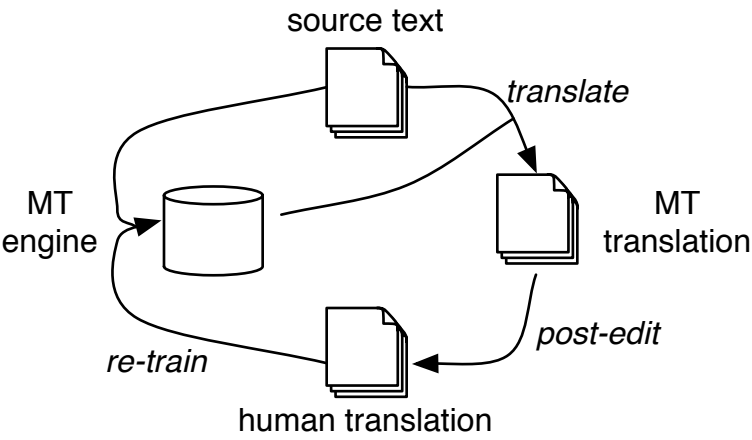 source text
translate
MT
engine
MT
translation
post-edit
re-train
human translation